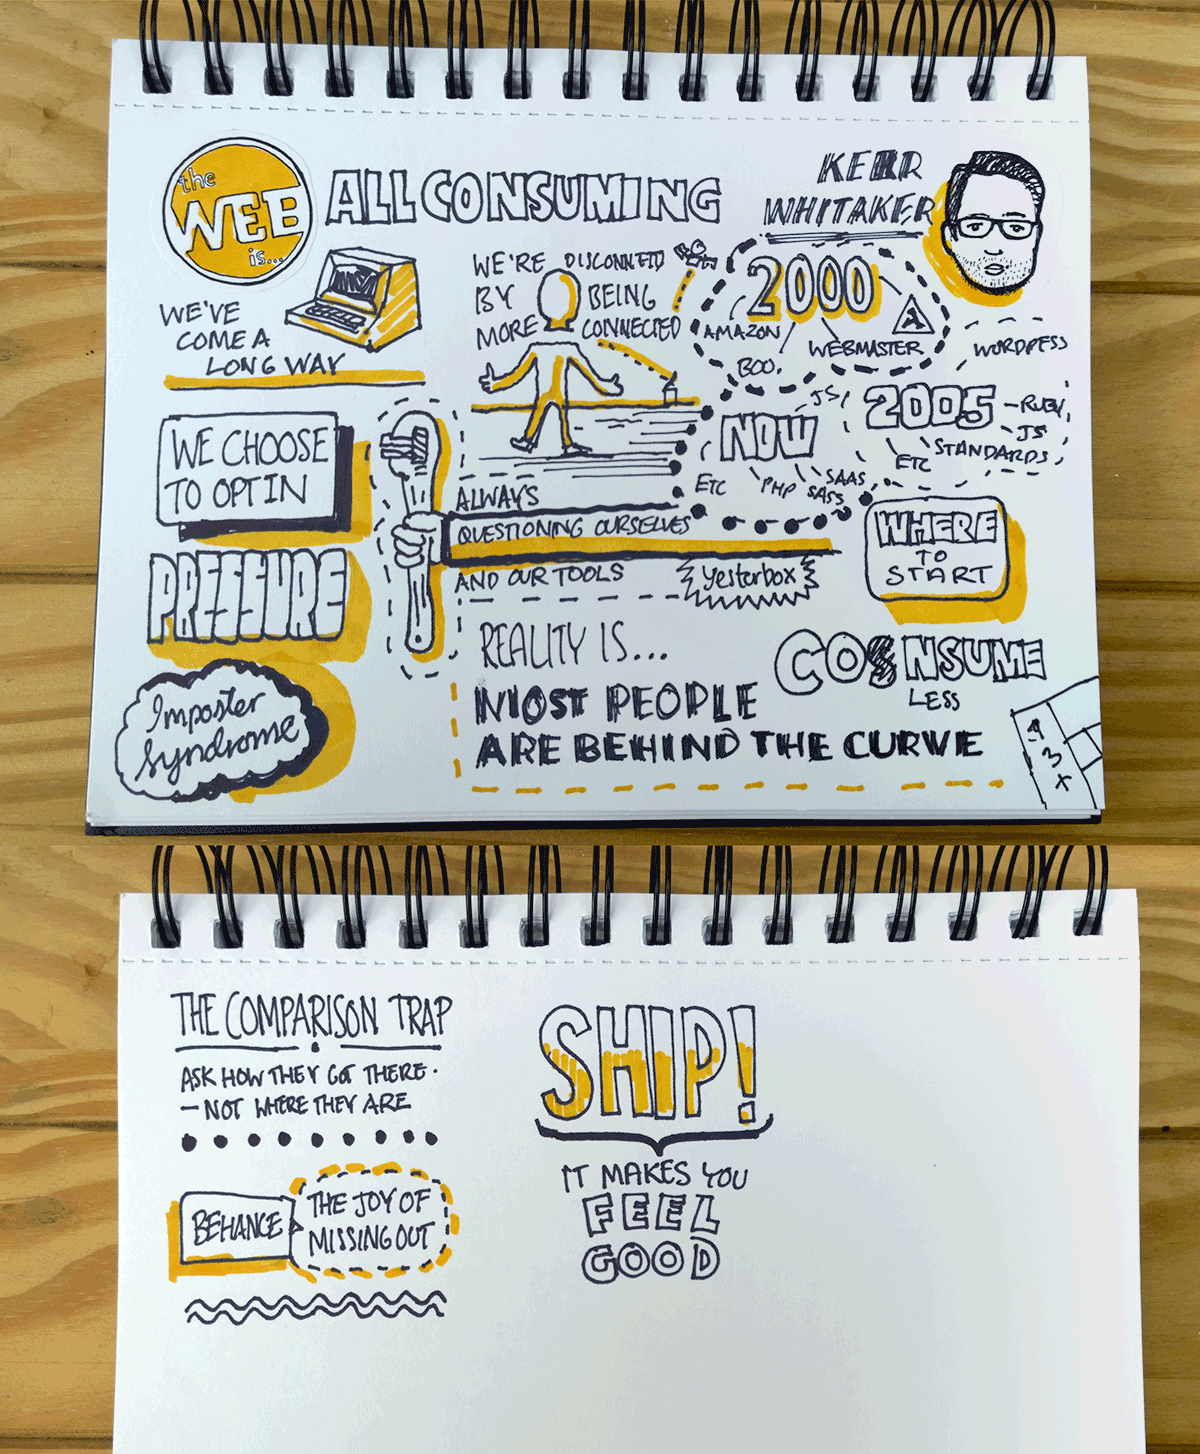 the
WEB
is...
ALL CONSUMING
KERR
WHITAKER
WE'VE
COME A
LONG WAY
WE'RE DISCONNECTED
BY BEING
MORE CONNECTED
2000
AMAZON
BOO.
WEBMASTER
WORDPRESS
2005
RUBY,
JS
STANDARDS,
ETC
NOW
JS,
ETC
PHP
SASS
SAAS,
WE CHOOSE
TO OPT IN
PRESSURE
Imposter
Syndrome
ALWAYS
QUESTIONING OURSELVES
AND OUR TOOLS
yesterbox
WHERE
TO
START
REALITY IS...
MOST PEOPLE
ARE BEHIND THE CURVE
COSNSUME
LESS
THE COMPARISON TRAP
ASK HOW THEY GOT THERE.
— NOT WHERE THEY ARE
BEHANCE
THE JOY OF
MISSING OUT
SHIP!
IT MAKES YOU
FEEL
GOOD